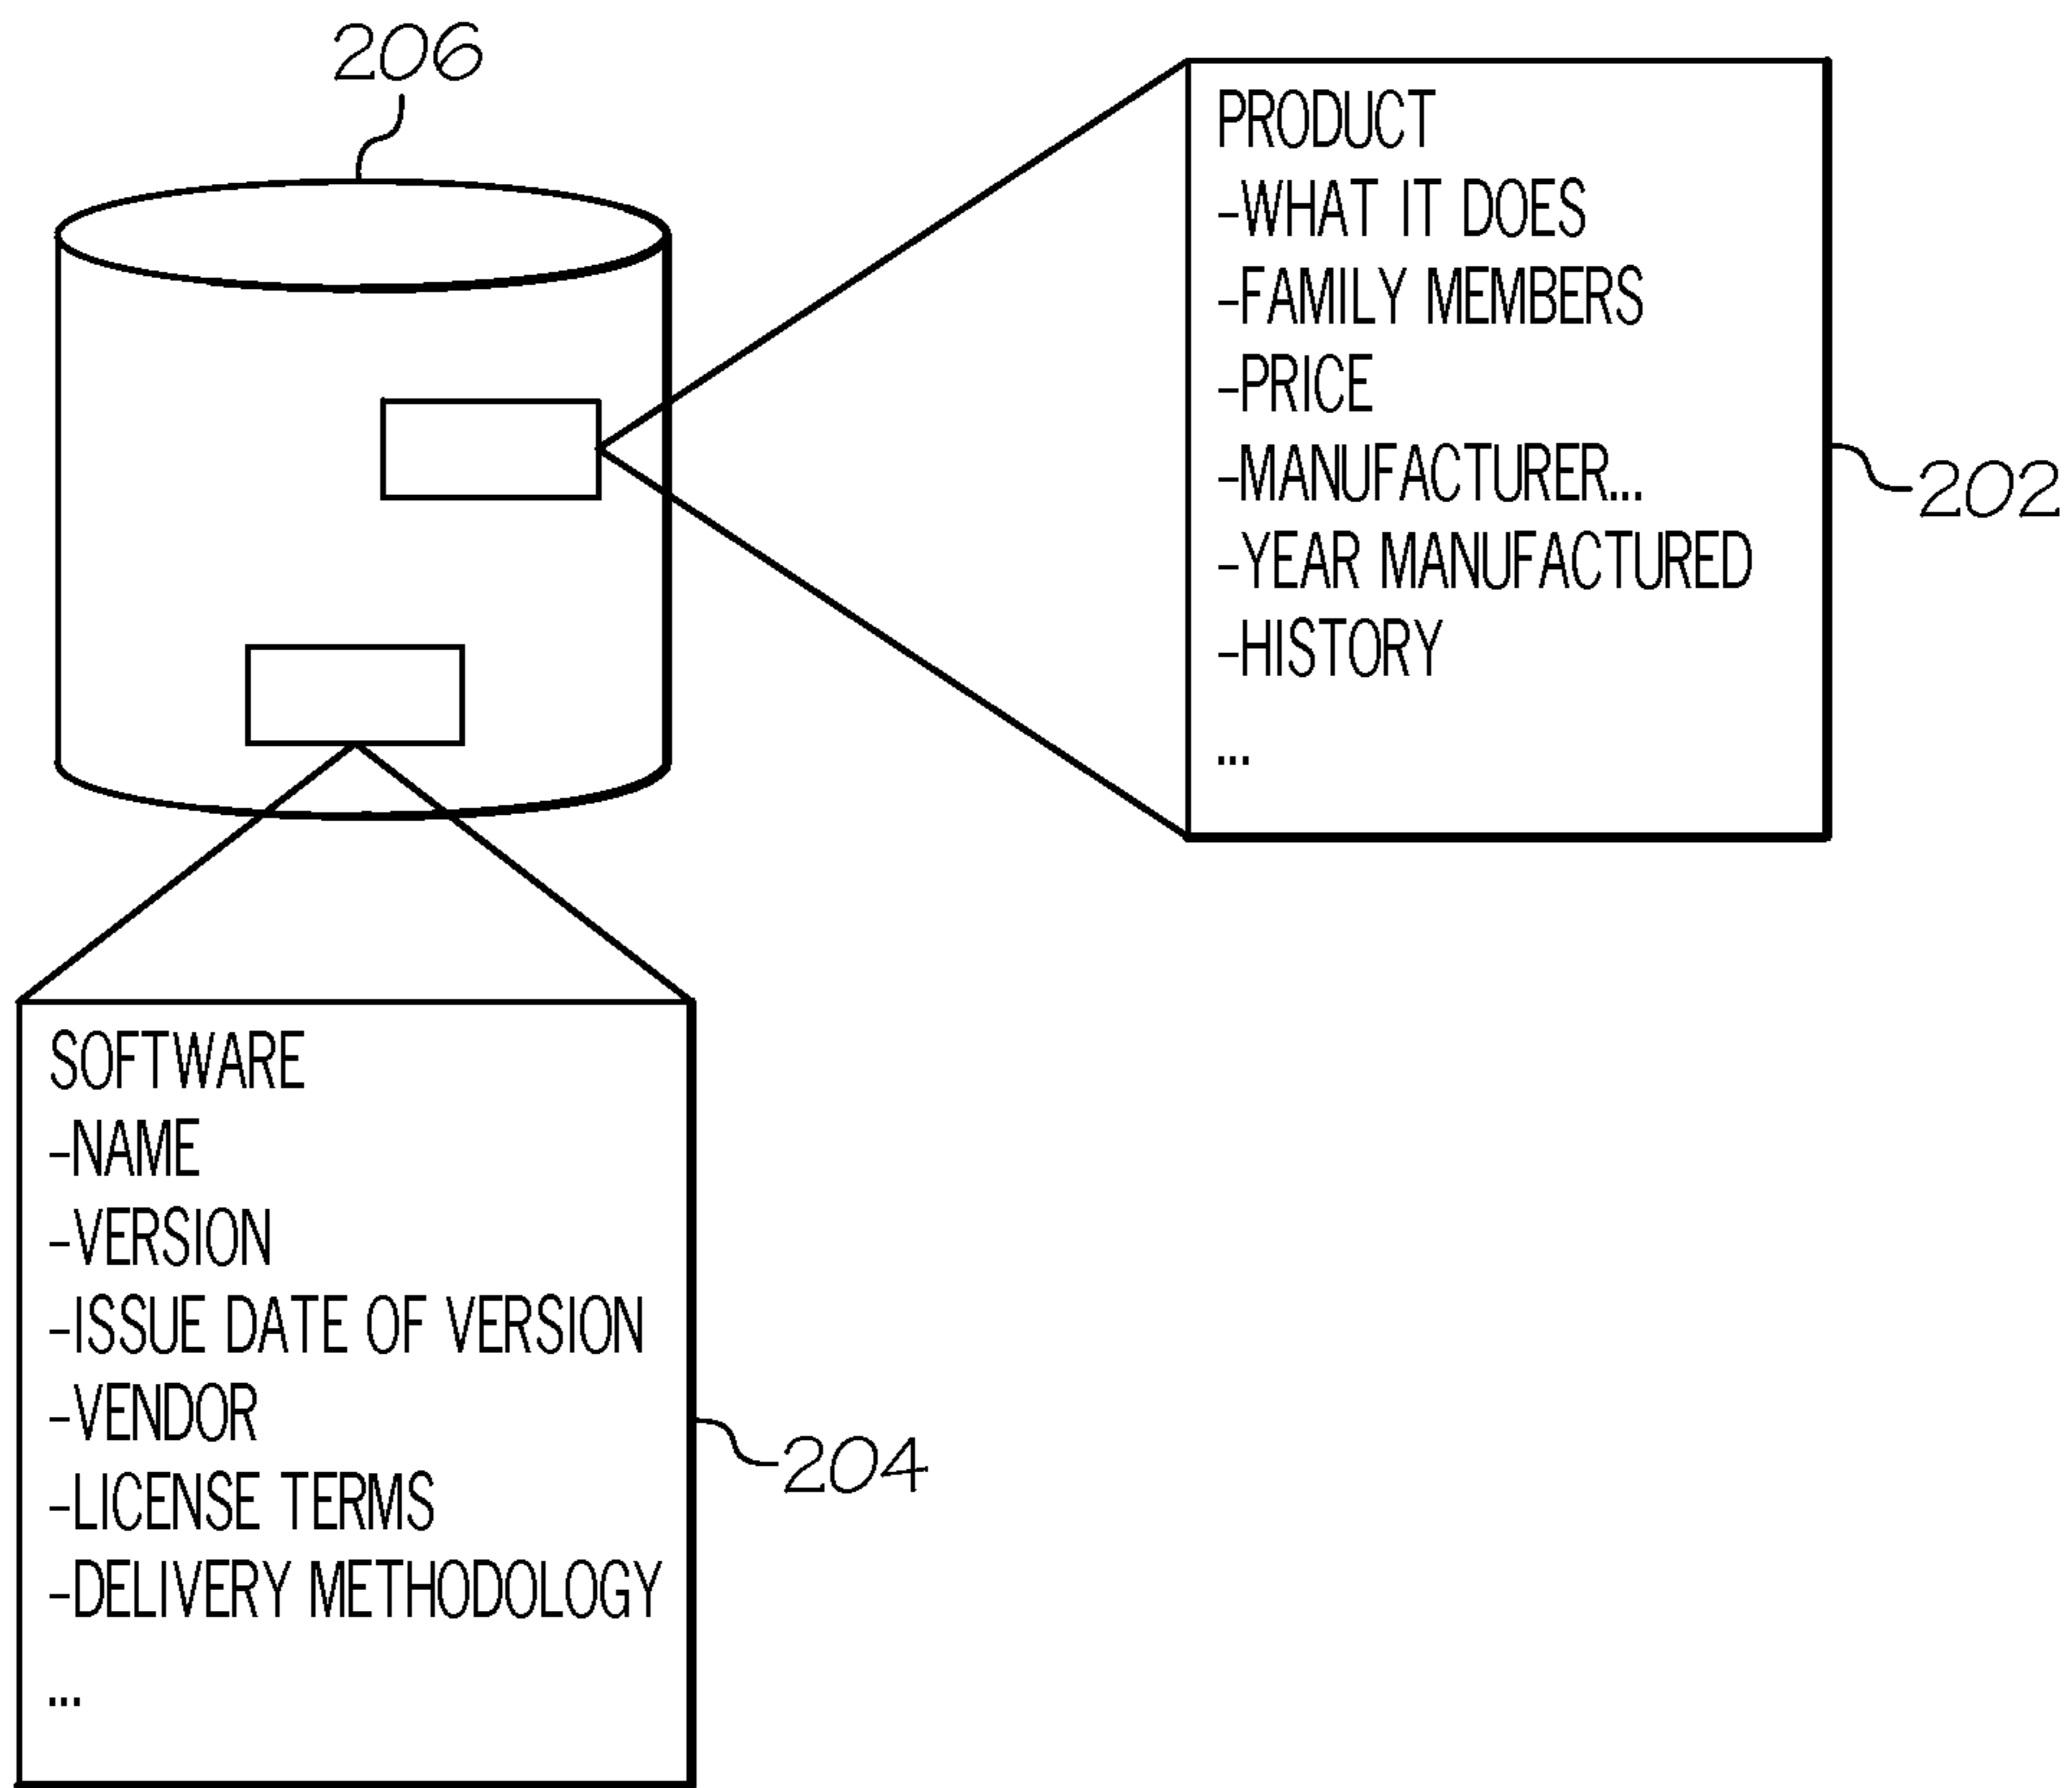 206
PRODUCT
-WHAT IT DOES
-FAMILY MEMBERS
-PRICE
-MANUFACTURER...
-YEAR MANUFACTURED
-HISTORY
...
202
SOFTWARE
-NAME
-VERSION
-ISSUE DATE OF VERSION
-VENDOR
-LICENSE TERMS
-DELIVERY METHODOLOGY
...
204